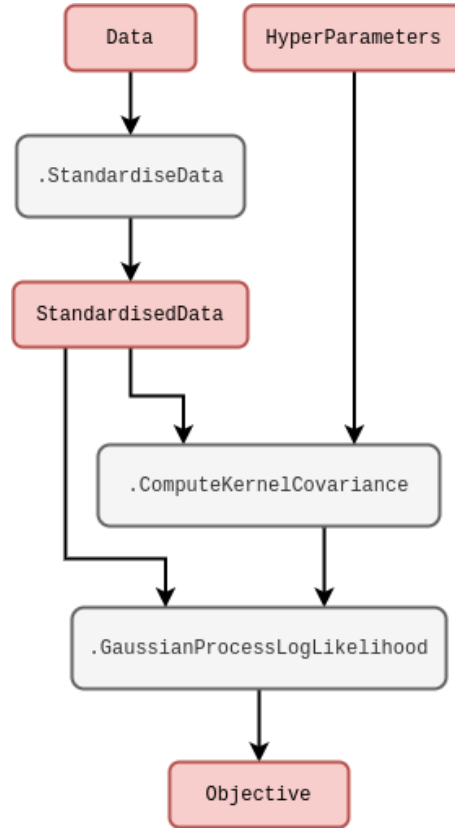 Data
HyperParameters
.StandardiseData
StandardisedData
.ComputeKernelCovariance
.GaussianProcessLogLikelihood
Objective